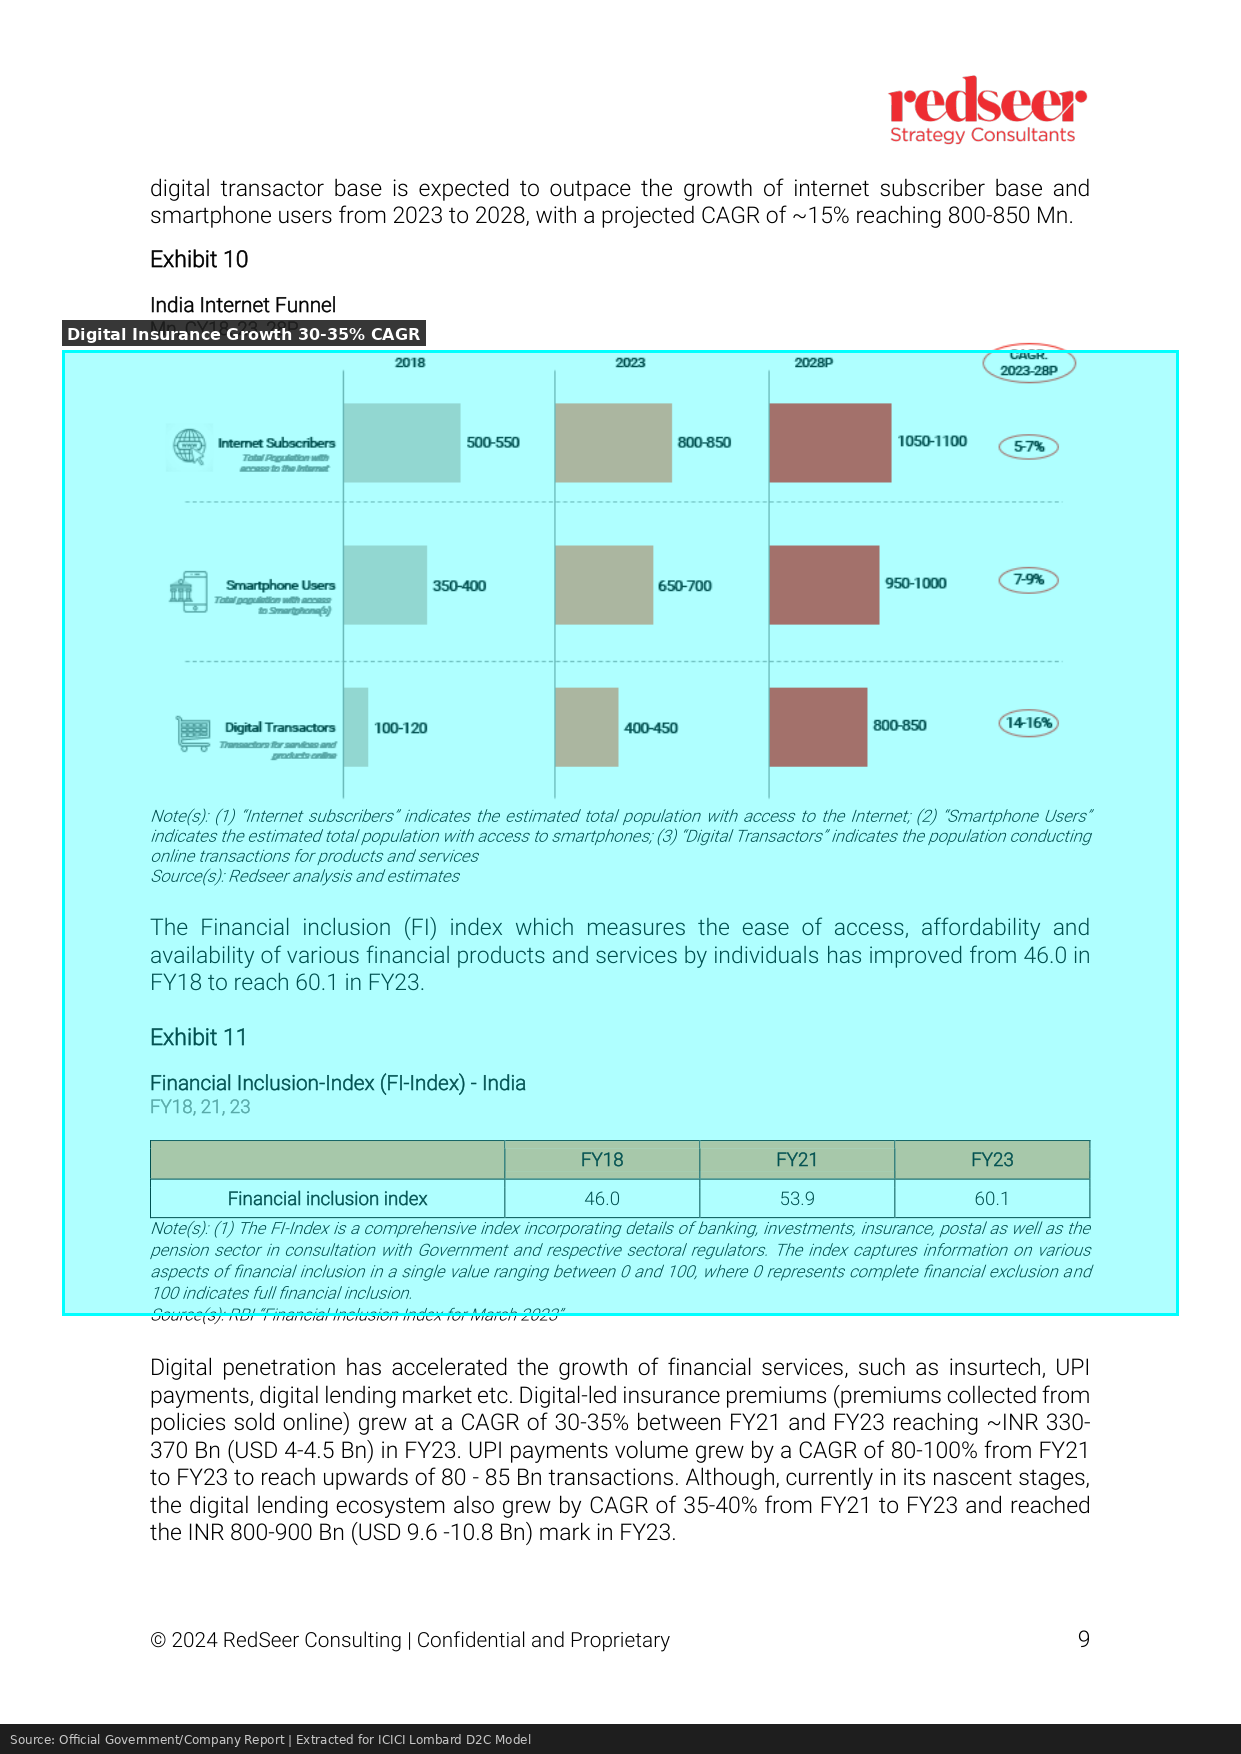 redseer
Strategy Consultants
digital transactor base is expected to outpace the growth of internet subscriber base and
smartphone users from 2023 to 2028, with a projected CAGR of ~15% reaching 800-850 Mn.
Exhibit 10
India Internet Funnel
Digital Insurance Growth 30-35% CAGR
2018 2023 2028P CAGR.
2023-28P
Internet Subscribers 500-550 800-850 1050-1100 5-7%
Total Population with
access to the Internet
Smartphone Users 350-400 650-700 950-1000 7-9%
Total population with access
to Smartphone(s)
Digital Transactors 100-120 400-450 800-850 14-16%
Transactors for services and
products online
Note(s): (1) “Internet subscribers” indicates the estimated total population with access to the Internet; (2) “Smartphone Users”
indicates the estimated total population with access to smartphones; (3) “Digital Transactors” indicates the population conducting
online transactions for products and services
Source(s): Redseer analysis and estimates
The Financial inclusion (FI) index which measures the ease of access, affordability and
availability of various financial products and services by individuals has improved from 46.0 in
FY18 to reach 60.1 in FY23.
Exhibit 11
Financial Inclusion-Index (FI-Index) - India
FY18, 21, 23
FY18 FY21 FY23
Financial inclusion index 46.0 53.9 60.1
Note(s): (1) The FI-Index is a comprehensive index incorporating details of banking, investments, insurance, postal as well as the
pension sector in consultation with Government and respective sectoral regulators. The index captures information on various
aspects of financial inclusion in a single value ranging between 0 and 100, where 0 represents complete financial exclusion and
100 indicates full financial inclusion.
Source(s): RBI “Financial Inclusion Index for March 2023”
Digital penetration has accelerated the growth of financial services, such as insurtech, UPI
payments, digital lending market etc. Digital-led insurance premiums (premiums collected from
policies sold online) grew at a CAGR of 30-35% between FY21 and FY23 reaching ~INR 330-
370 Bn (USD 4-4.5 Bn) in FY23. UPI payments volume grew by a CAGR of 80-100% from FY21
to FY23 to reach upwards of 80 - 85 Bn transactions. Although, currently in its nascent stages,
the digital lending ecosystem also grew by CAGR of 35-40% from FY21 to FY23 and reached
the INR 800-900 Bn (USD 9.6 -10.8 Bn) mark in FY23.
© 2024 RedSeer Consulting | Confidential and Proprietary 9
Source: Official Government/Company Report | Extracted for ICICI Lombard D2C Model